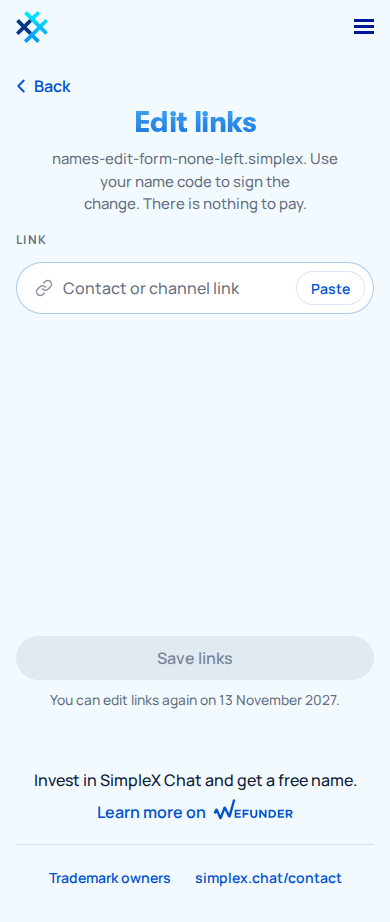 Back
Edit links
names-edit-form-none-left.simplex. Use
your name code to sign the
change. There is nothing to pay.
LINK
Contact or channel link
Paste
Save links
You can edit links again on 13 November 2027.
Invest in SimpleX Chat and get a free name.
Learn more on WEFUNDER
Trademark owners
simplex.chat/contact